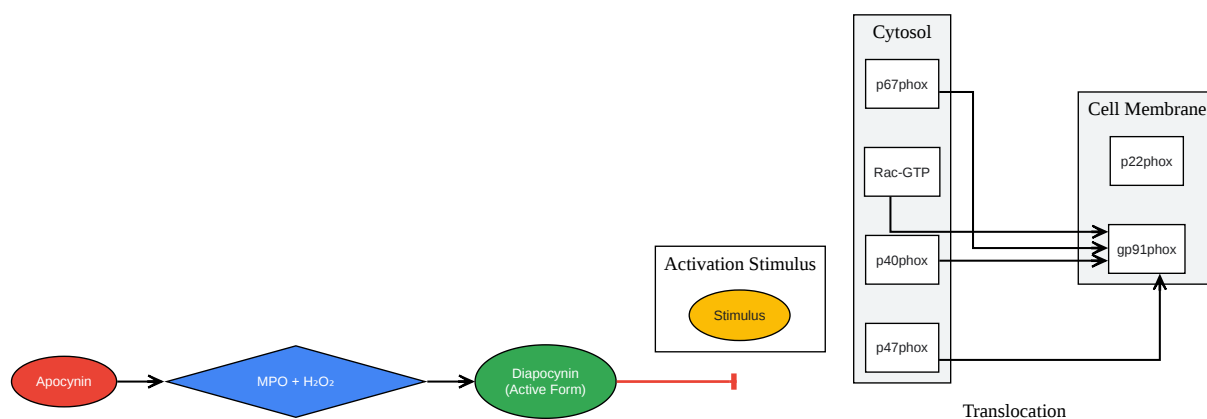 Cytosol
p67phox
Cell Membrane
p22phox
Rac-GTP
gp91phox
p40phox
Activation Stimulus
Stimulus
p47phox
Apocynin
MPO + H₂O₂
Diapocynin
(Active Form)
Translocation